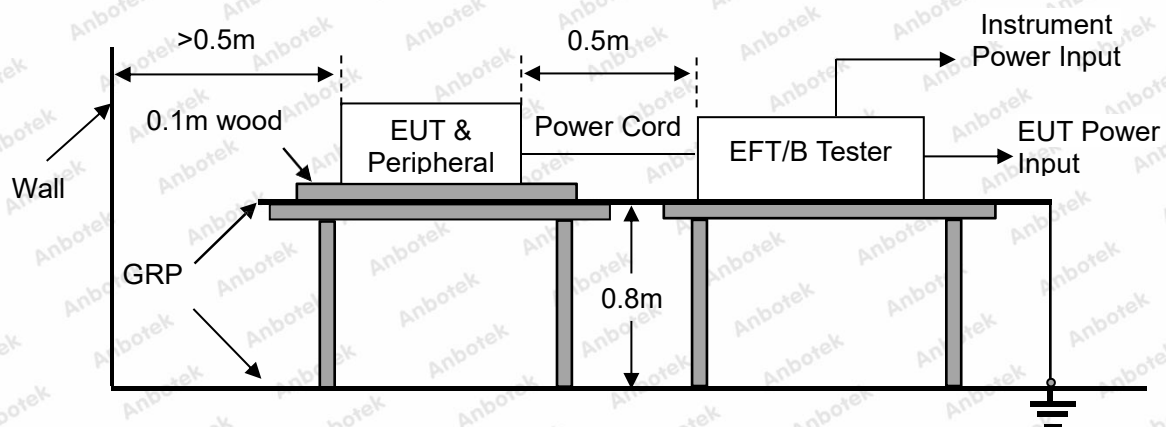 >0.5m
0.5m
Instrument
Power Input
0.1m wood
EUT &
Peripheral
Power Cord
EFT/B Tester
EUT Power
Input
Wall
GRP
0.8m
Anbotek